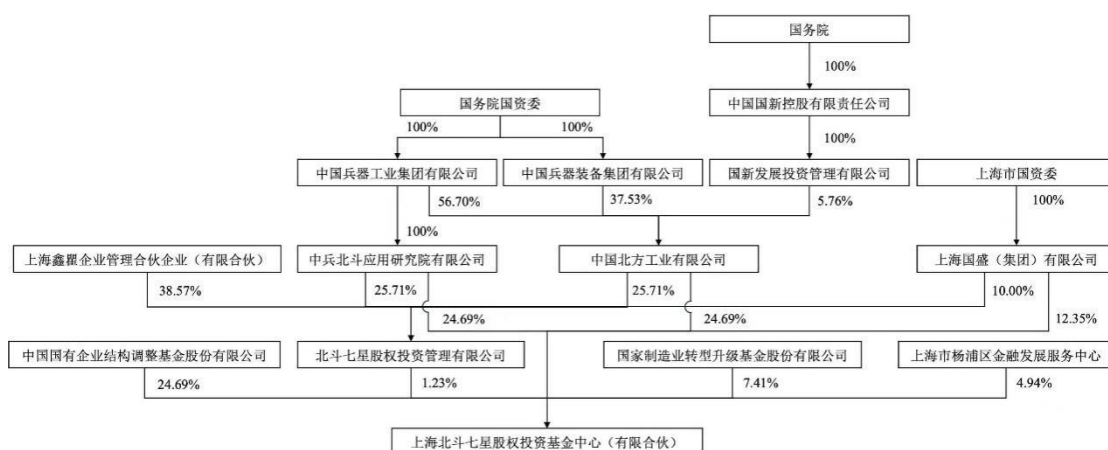 国务院
100%
国务院国资委
中国国新控股有限责任公司
100%
100%
100%
中国兵器工业集团有限公司
中国兵器装备集团有限公司
国新发展投资管理有限公司
上海市国资委
56.70%
37.53%
5.76%
100%
100%
上海鑫瞿企业管理合伙企业（有限合伙）
中兵北斗应用研究院有限公司
中国北方工业有限公司
上海国盛（集团）有限公司
38.57%
25.71%
25.71%
10.00%
24.69%
24.69%
12.35%
中国国有企业结构调整基金股份有限公司
北斗七星股权投资管理有限公司
国家制造业转型升级基金股份有限公司
上海市杨浦区金融发展服务中心
24.69%
1.23%
7.41%
4.94%
上海北斗七星股权投资基金中心（有限合伙）